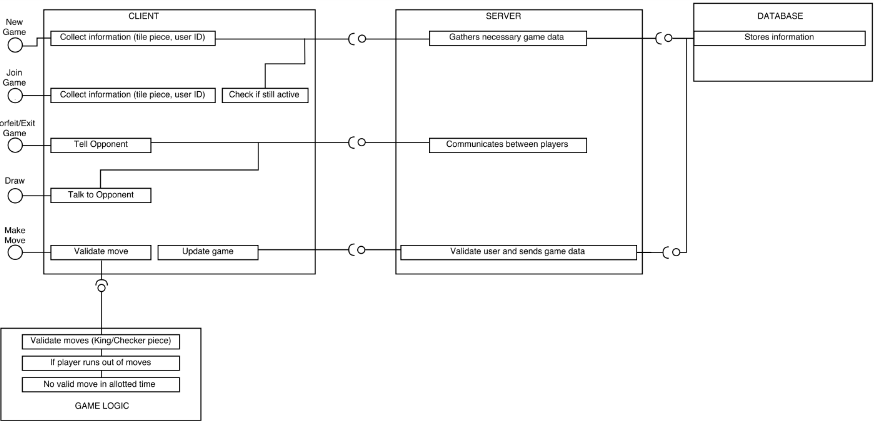 CLIENT
SERVER
DATABASE
New
Game
Collect information (tile piece, user ID)
Gathers necessary game data
Stores information
Join
Game
Collect information (tile piece, user ID)
Check if still active
orfeit/Exit
Game
Tell Opponent
Communicates between players
Draw
Talk to Opponent
Make
Move
Validate move
Update game
Validate user and sends game data
Validate moves (King/Checker piece)
If player runs out of moves
No valid move in allotted time
GAME LOGIC